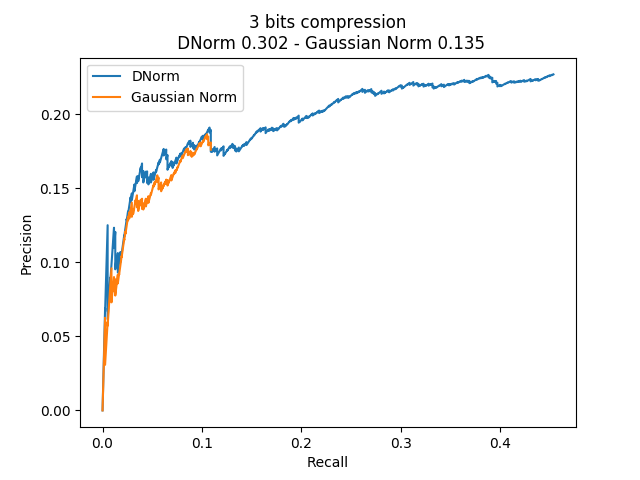 3 bits compression
DNorm 0.302 - Gaussian Norm 0.135
DNorm
Gaussian Norm
0.20
0.15
0.10
0.05
0.00
Precision
0.0 0.1 0.2 0.3 0.4
Recall